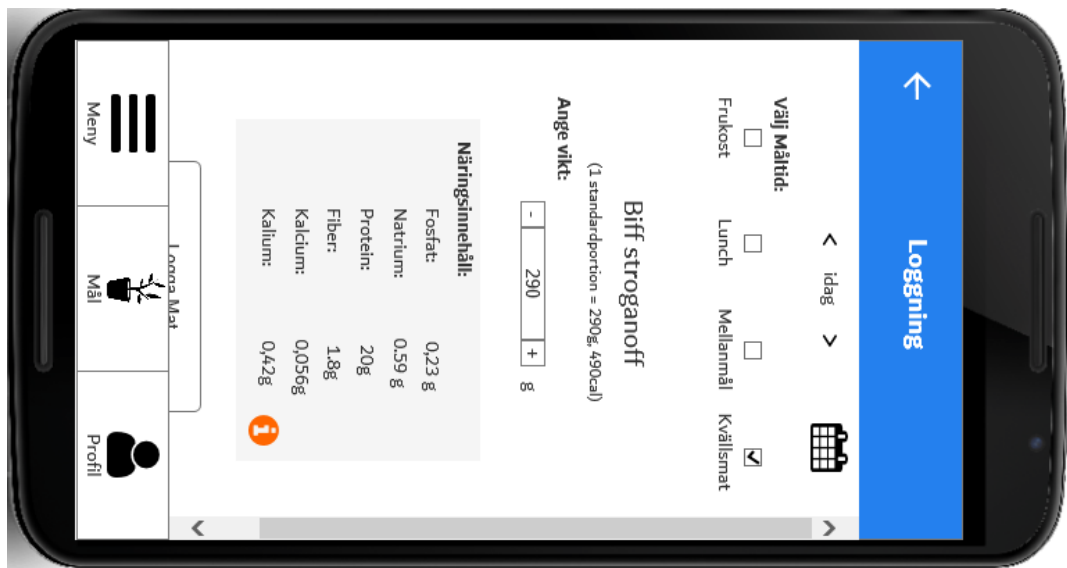 Loggning
< idag >
Välj Måltid:
Frukost Lunch Mellanmål Kvällsmat
Biff stroganoff
(1 standardportion = 290g, 490cal)
Ange vikt:
- 290 + g
Näringsinnehåll:
Fosfat: 0,23 g
Natrium: 0.59 g
Protein: 20g
Fiber: 1.8g
Kalcium: 0,056g
Kalium: 0,42g
i
Logga Mat
Meny Mål Profil